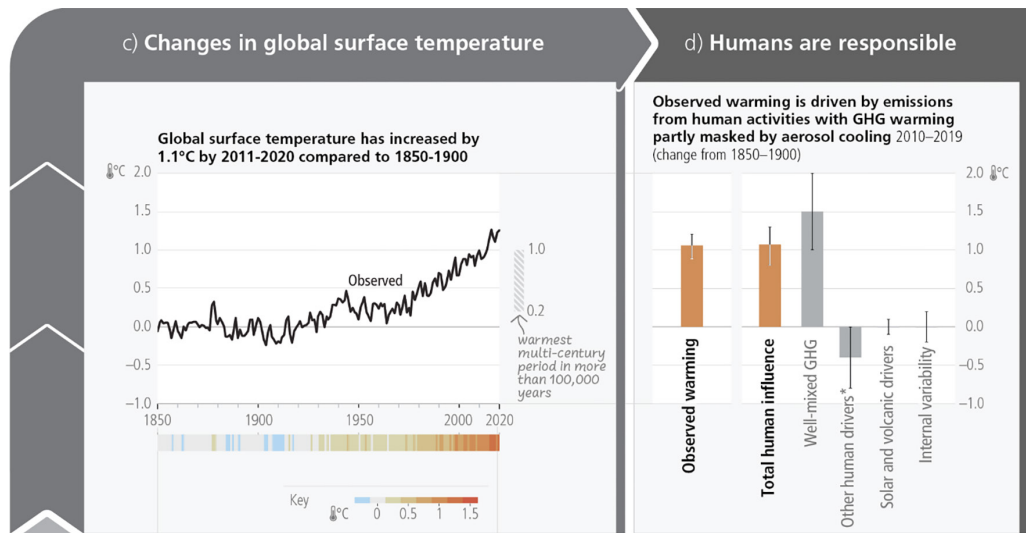 c) Changes in global surface temperature
Global surface temperature has increased by
1.1°C by 2011-2020 compared to 1850-1900
°C
2.0
1.5
1.0
0.5
0.0
−0.5
−1.0
Observed
1.0
0.2
warmest
multi-century
period in more
than 100,000
years
1850
1900
1950
2000
2020
Key
°C
0
0.5
1
1.5
d) Humans are responsible
Observed warming is driven by emissions
from human activities with GHG warming
partly masked by aerosol cooling 2010–2019
(change from 1850–1900)
2.0 °C
1.5
1.0
0.5
0.0
−0.5
−1.0
Observed warming
Total human influence
Well-mixed GHG
Other human drivers*
Solar and volcanic drivers
Internal variability